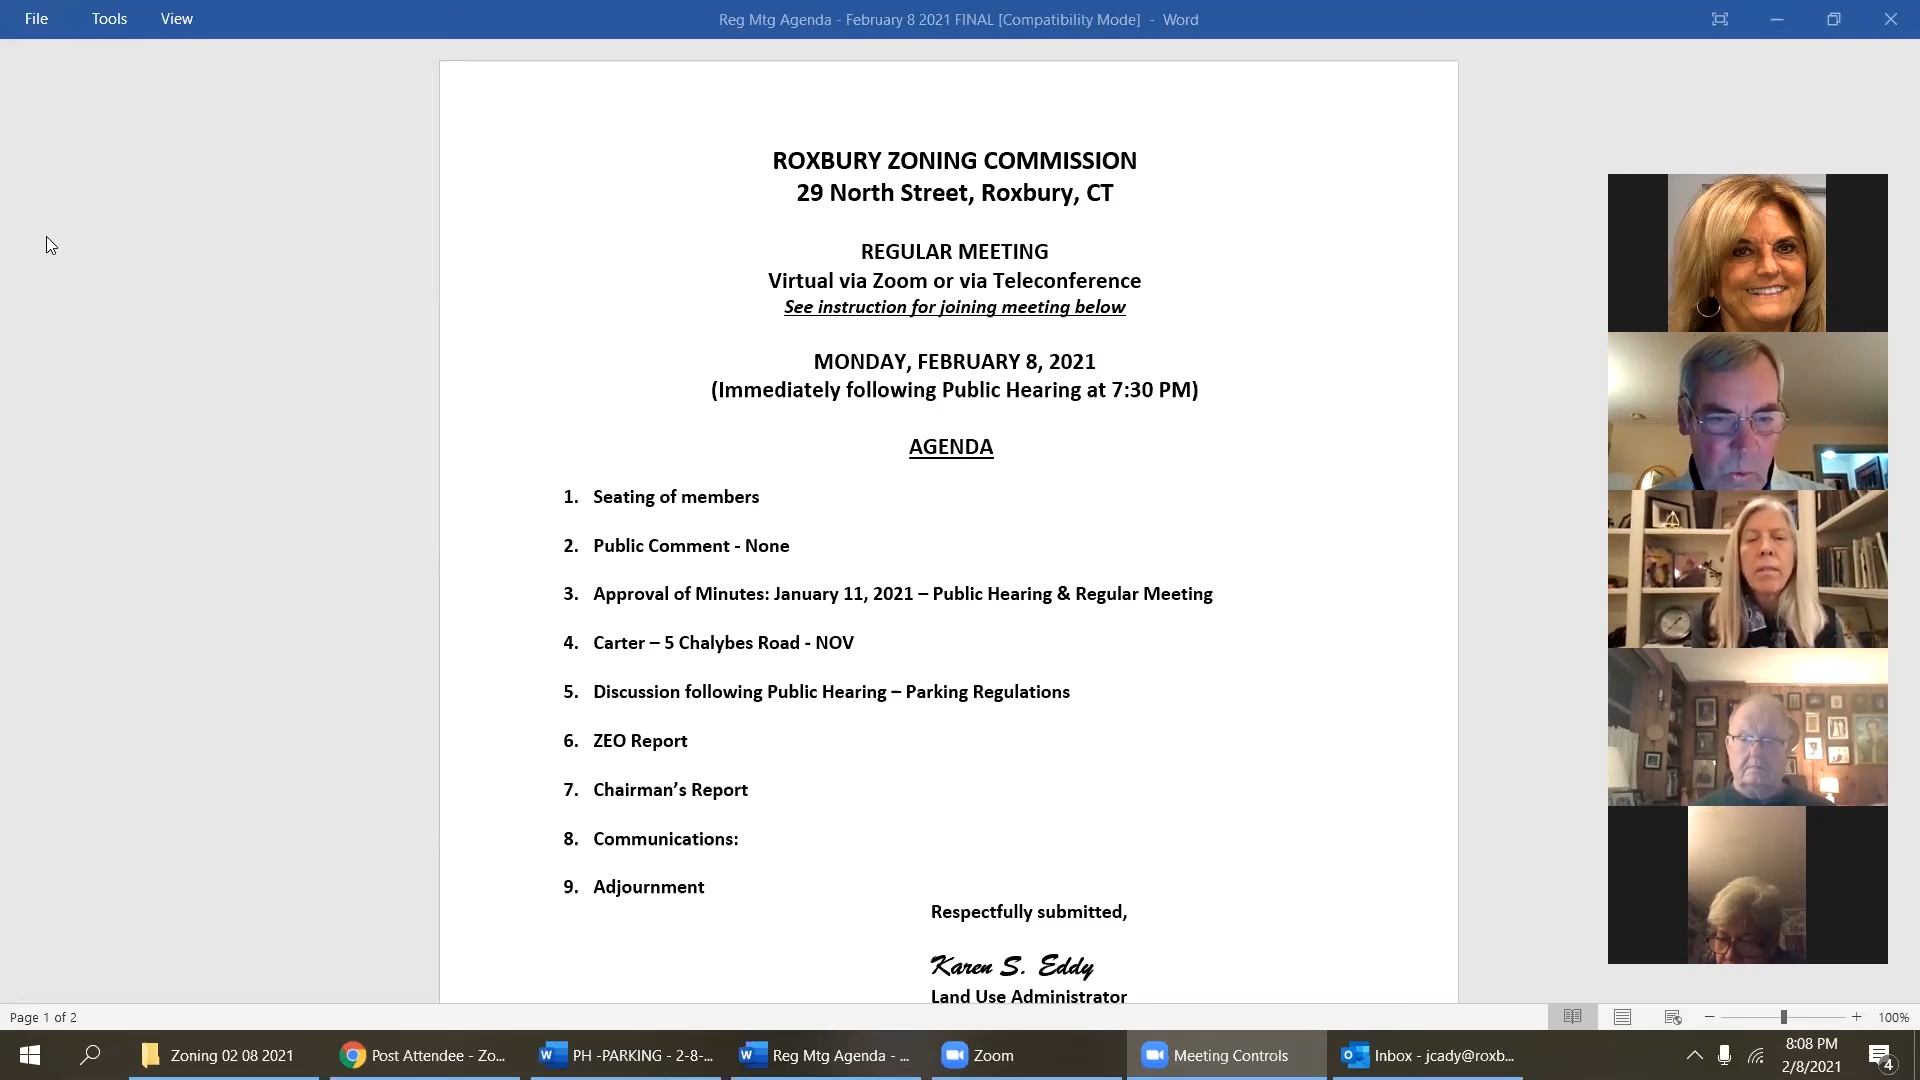 File Tools View
Reg Mtg Agenda - February 8 2021 FINAL [Compatibility Mode] - Word
ROXBURY ZONING COMMISSION
29 North Street, Roxbury, CT
REGULAR MEETING
Virtual via Zoom or via Teleconference
See instruction for joining meeting below
MONDAY, FEBRUARY 8, 2021
(Immediately following Public Hearing at 7:30 PM)
AGENDA
1. Seating of members
2. Public Comment - None
3. Approval of Minutes: January 11, 2021 – Public Hearing & Regular Meeting
4. Carter – 5 Chalybes Road - NOV
5. Discussion following Public Hearing – Parking Regulations
6. ZEO Report
7. Chairman’s Report
8. Communications:
9. Adjournment
Respectfully submitted,
Karen S. Eddy
Land Use Administrator
Page 1 of 2
100%
Zoning 02 08 2021
Post Attendee - Zo...
PH -PARKING - 2-8-...
Reg Mtg Agenda - ...
Zoom
Meeting Controls
Inbox - jcady@roxb...
8:08 PM
2/8/2021
4